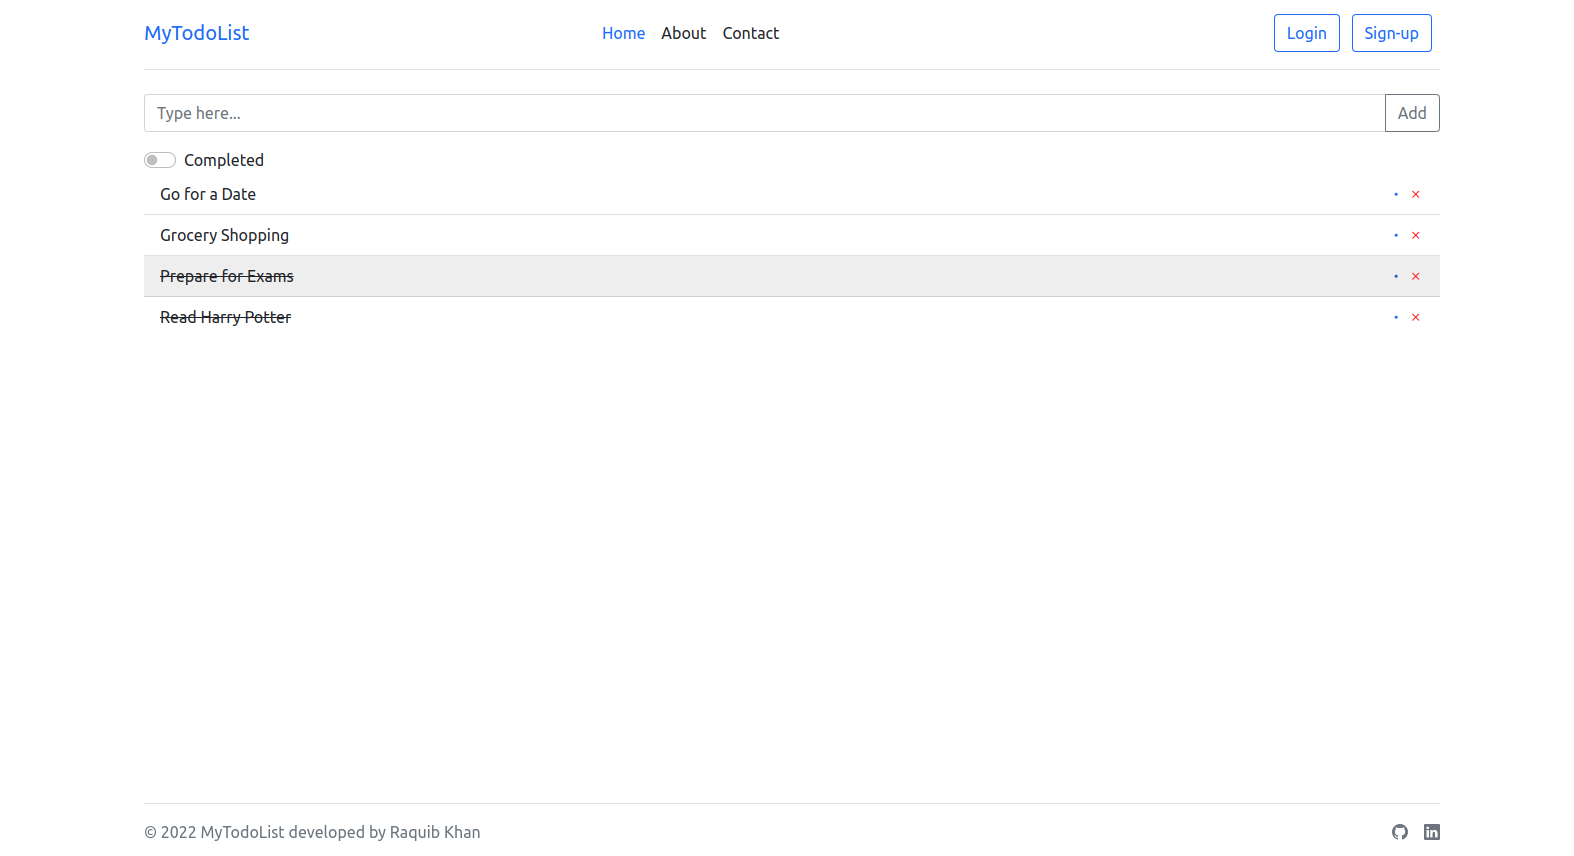 MyTodoList
Home About Contact
Login Sign-up
Type here... Add
Completed
Go for a Date
Grocery Shopping
Prepare for Exams
Read Harry Potter
© 2022 MyTodoList developed by Raquib Khan
in